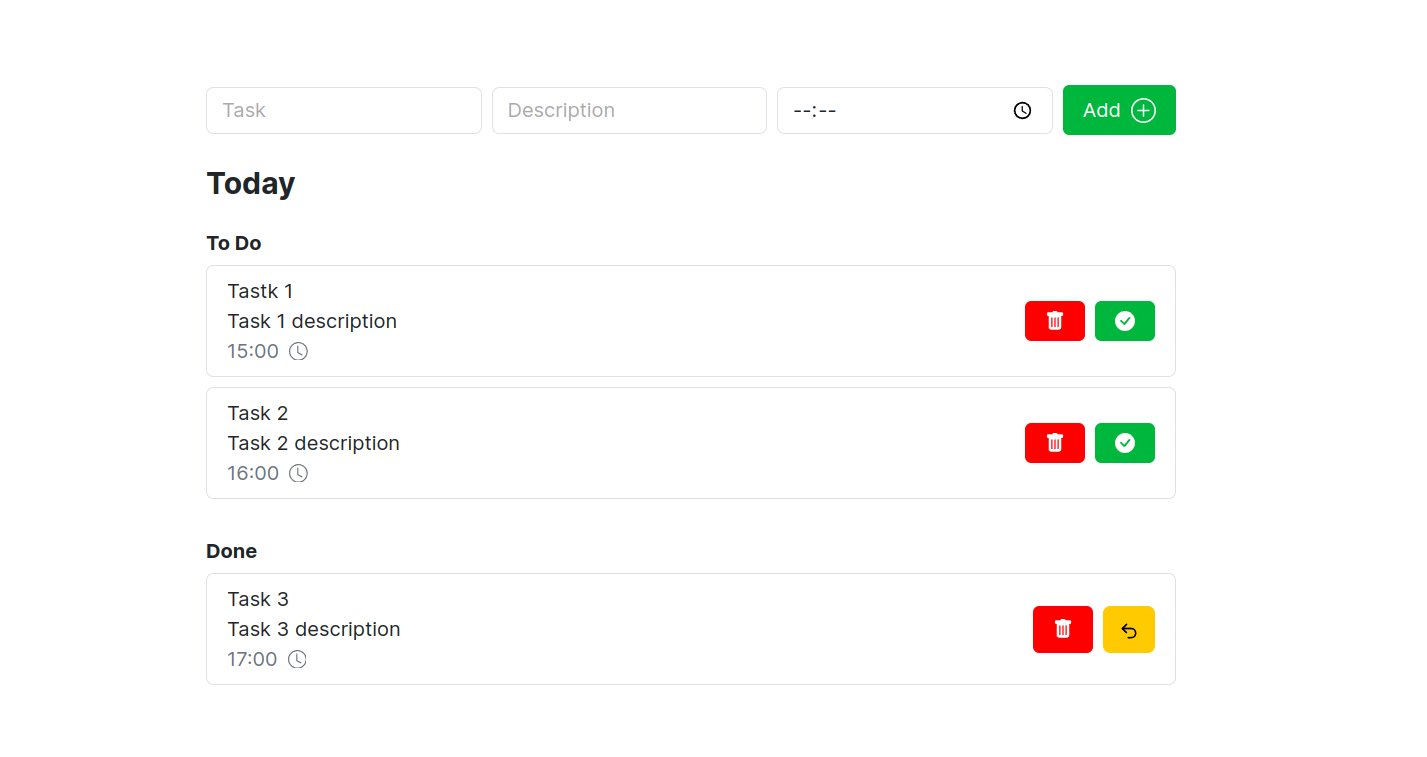 Task
Description
--:--
Add
Today
To Do
Tastk 1
Task 1 description
15:00
Task 2
Task 2 description
16:00
Done
Task 3
Task 3 description
17:00